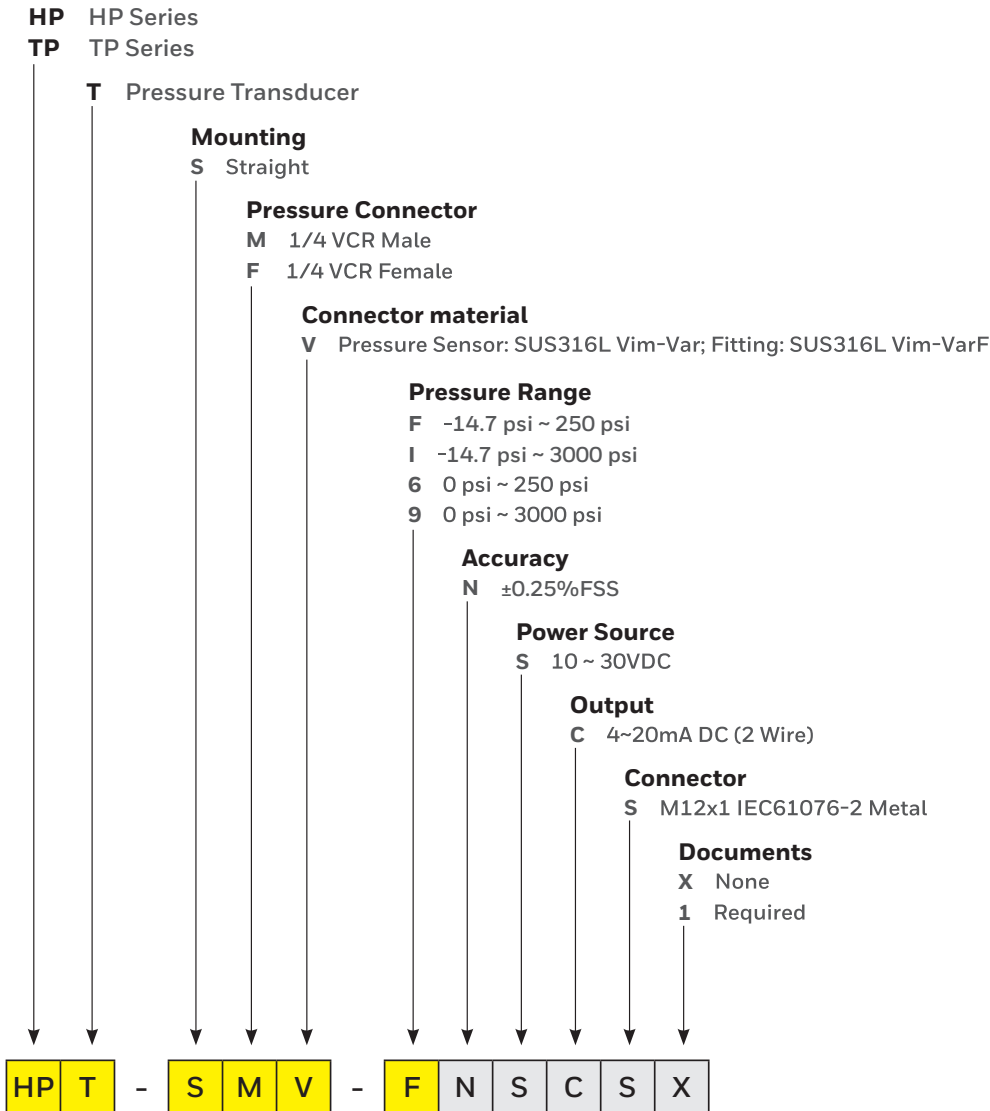 HP HP Series
TP TP Series
T Pressure Transducer
Mounting
S Straight
Pressure Connector
M 1/4 VCR Male
F 1/4 VCR Female
Connector material
V Pressure Sensor: SUS316L Vim-Var; Fitting: SUS316L Vim-VarF
Pressure Range
F -14.7 psi ~ 250 psi
I -14.7 psi ~ 3000 psi
6 0 psi ~ 250 psi
9 0 psi ~ 3000 psi
Accuracy
N ±0.25%FSS
Power Source
S 10 ~ 30VDC
Output
C 4~20mA DC (2 Wire)
Connector
S M12x1 IEC61076-2 Metal
Documents
X None
1 Required
HP T - S M V - F N S C S X